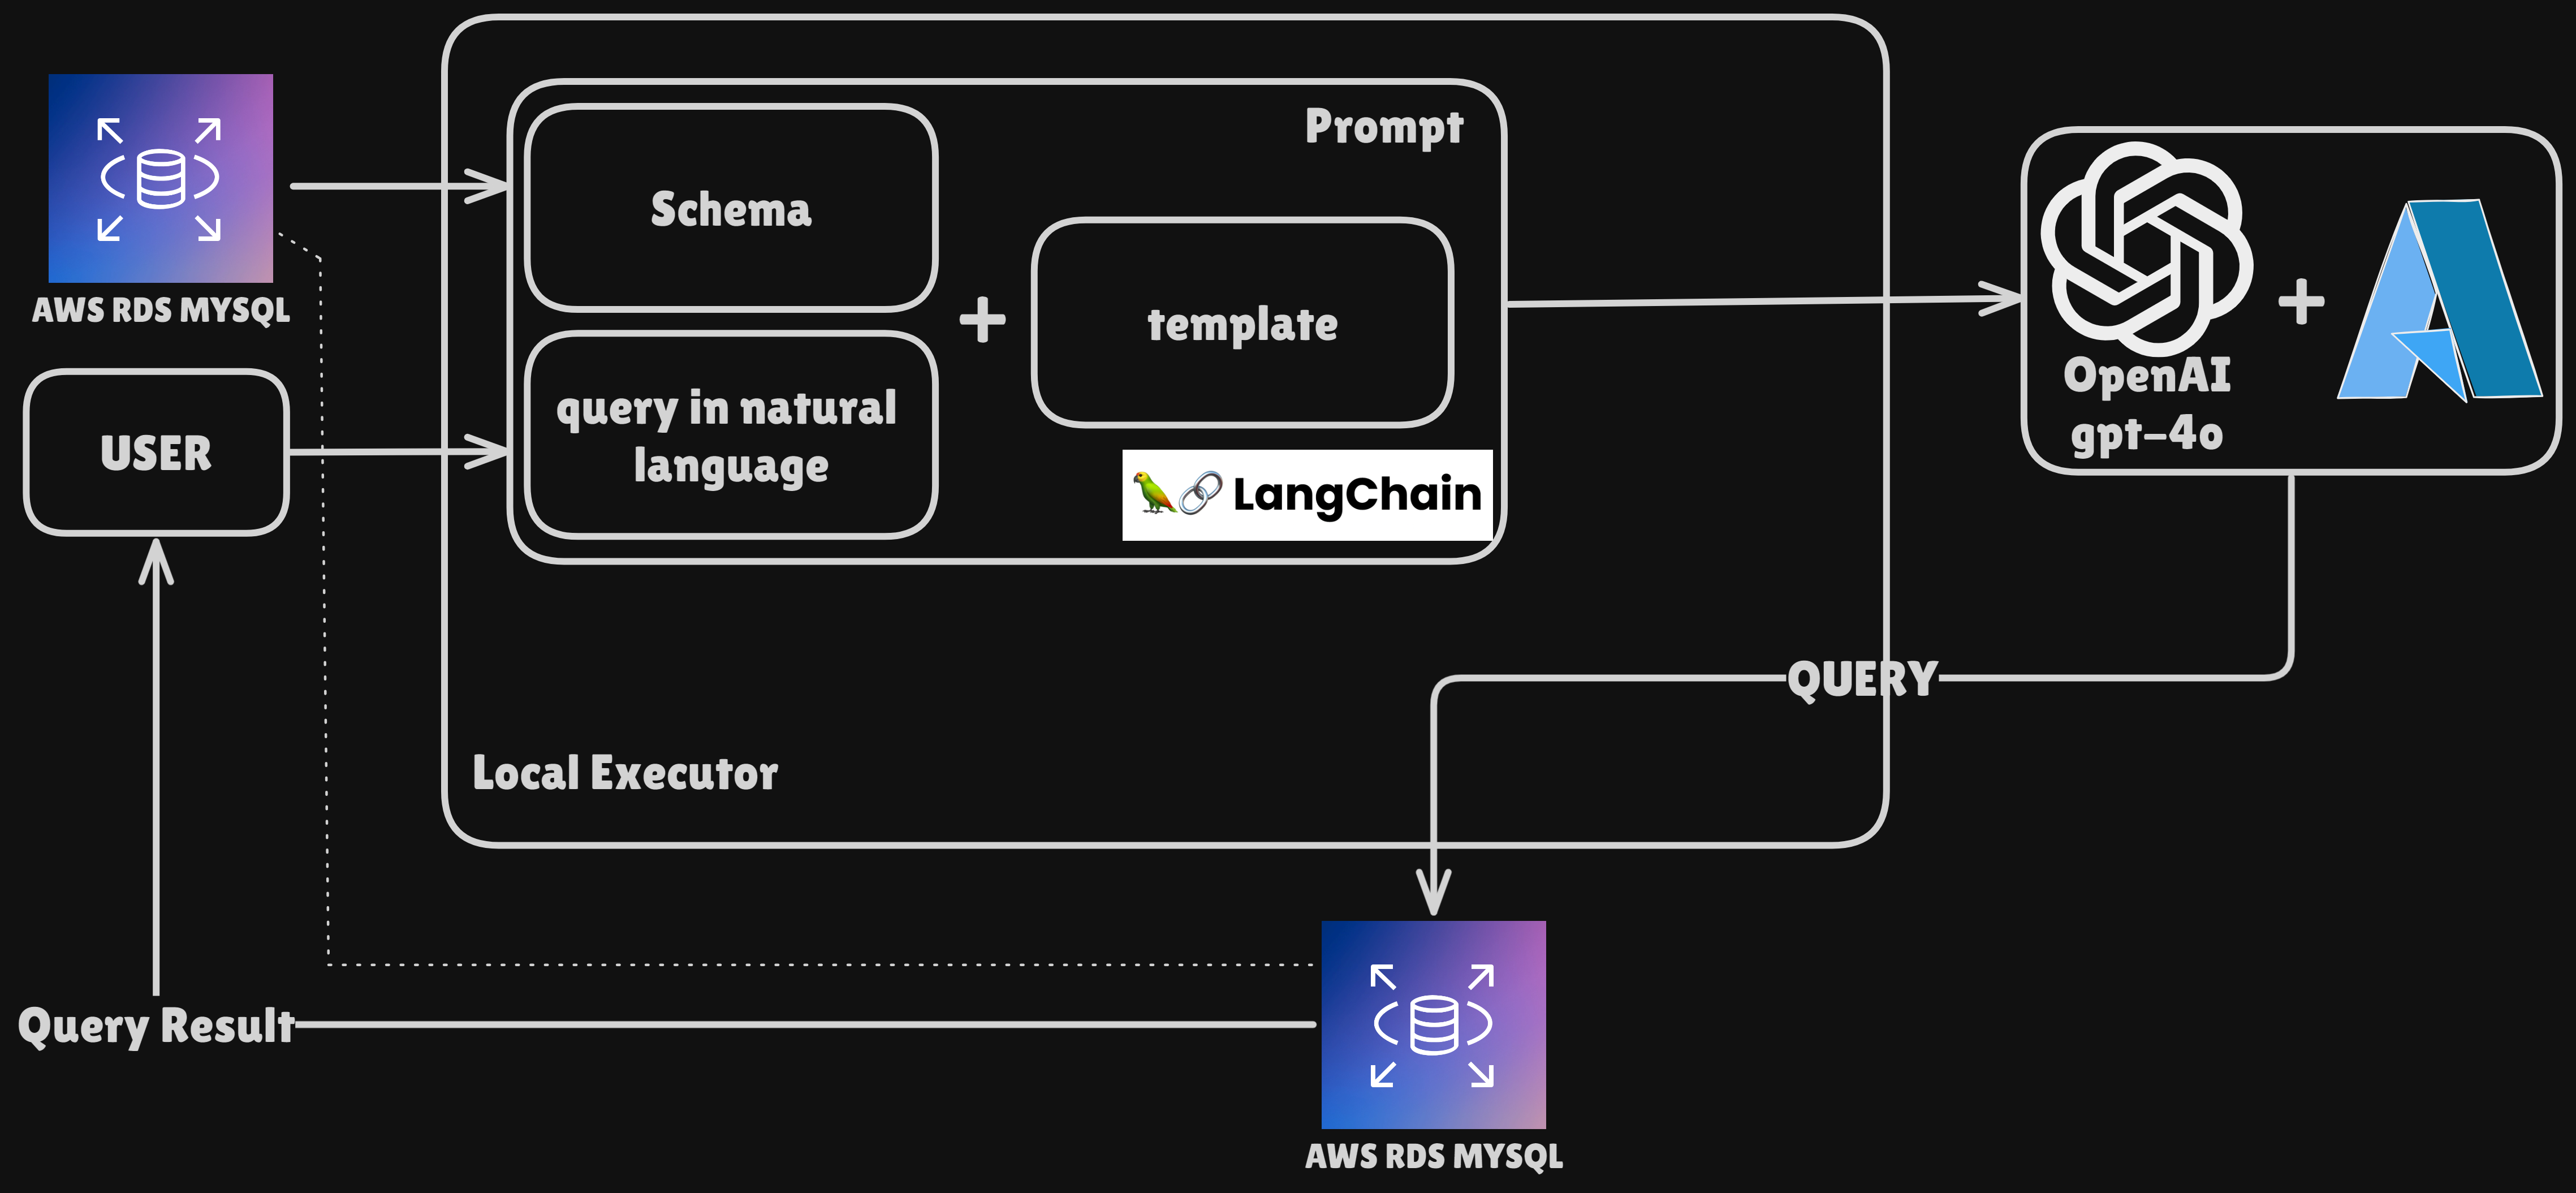 AWS RDS MYSQL
USER
Schema
query in natural
language
+
template
Prompt
🦜🔗 LangChain
Local Executor
OpenAI
gpt-4o
+
QUERY
Query Result
AWS RDS MYSQL